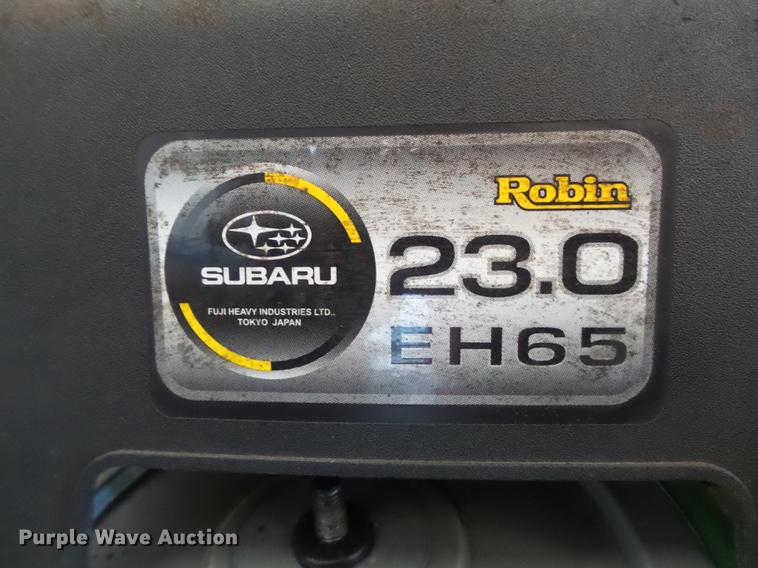 Robin
SUBARU
23.0
FUJI HEAVY INDUSTRIES LTD.,
TOKYO JAPAN
EH65
Purple Wave Auction